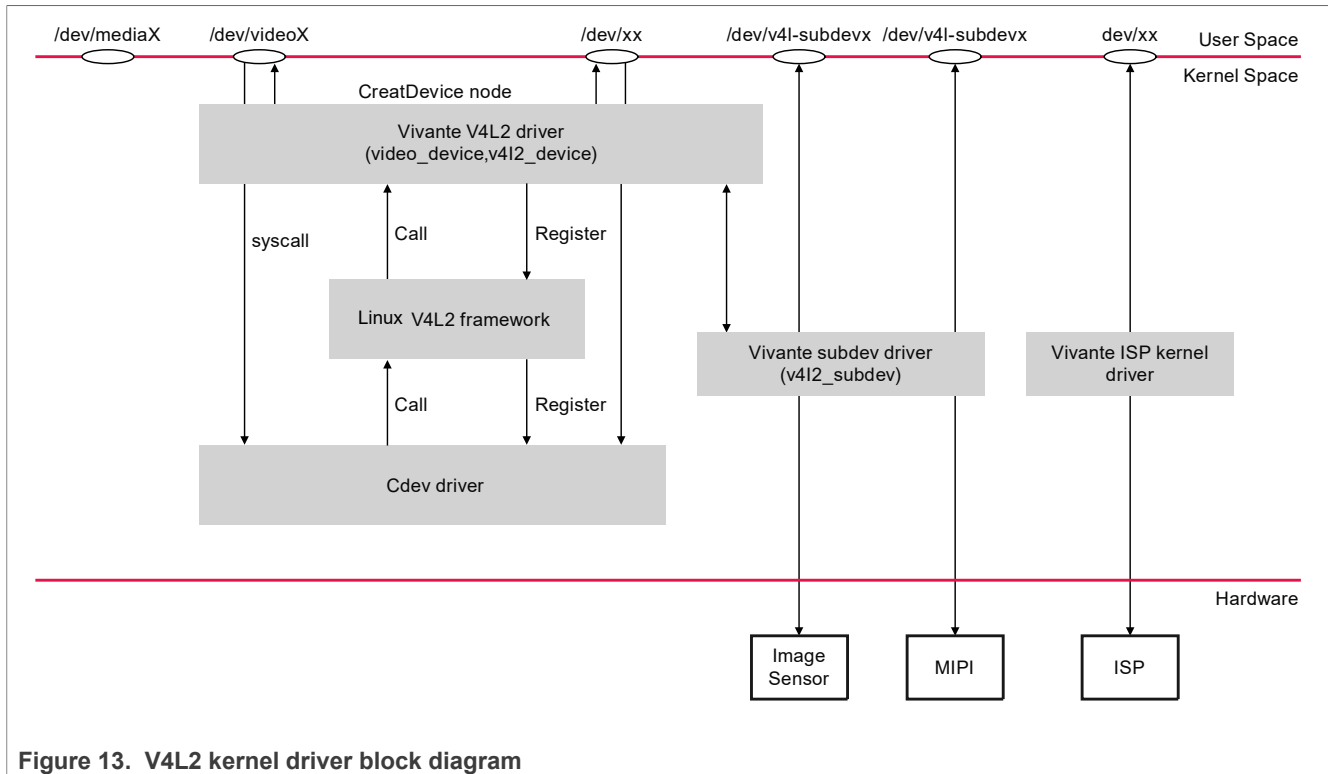 /dev/mediaX
/dev/videoX
/dev/xx
/dev/v4l-subdevx
/dev/v4l-subdevx
dev/xx
User Space
Kernel Space
CreatDevice node
Vivante V4L2 driver
(video_device,v4l2_device)
syscall
Call
Register
Linux V4L2 framework
Vivante subdev driver
(v4l2_subdev)
Vivante ISP kernel
driver
Call
Register
Cdev driver
Hardware
Image
Sensor
MIPI
ISP
Figure 13. V4L2 kernel driver block diagram